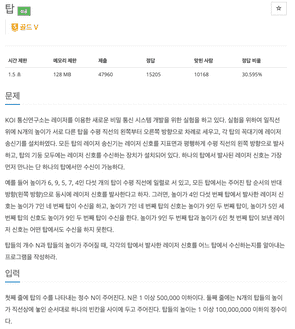 탑
골드 V
시간 제한 메모리 제한 제출 정답 맞힌 사람 정답 비율
1.5 초 128 MB 47960 15205 10168 30.595%
문제
KOI 통신연구소는 레이저를 이용한 새로운 비밀 통신 시스템 개발을 위한 실험을 하고 있다. 실험을 위하여 일직선
위에 N개의 높이가 서로 다른 탑을 수평 직선의 왼쪽부터 오른쪽 방향으로 차례로 세우고, 각 탑의 꼭대기에 레이저
송신기를 설치하였다. 모든 탑의 레이저 송신기는 레이저 신호를 지표면과 평행하게 수평 직선의 왼쪽 방향으로 발사
하고, 탑의 기둥 모두에는 레이저 신호를 수신하는 장치가 설치되어 있다. 하나의 탑에서 발사된 레이저 신호는 가장
먼저 만나는 단 하나의 탑에서만 수신이 가능하다.
예를 들어 높이가 6, 9, 5, 7, 4인 다섯 개의 탑이 수평 직선에 일렬로 서 있고, 모든 탑에서는 주어진 탑 순서의 반대
방향(왼쪽 방향)으로 동시에 레이저 신호를 발사한다고 하자. 그러면, 높이가 4인 다섯 번째 탑에서 발사한 레이저 신
호는 높이가 7인 네 번째 탑이 수신을 하고, 높이가 7인 네 번째 탑의 신호는 높이가 9인 두 번째 탑이, 높이가 5인 세
번째 탑의 신호도 높이가 9인 두 번째 탑이 수신을 한다. 높이가 9인 두 번째 탑과 높이가 6인 첫 번째 탑이 보낸 레이
저 신호는 어떤 탑에서도 수신을 하지 못한다.
탑들의 개수 N과 탑들의 높이가 주어질 때, 각각의 탑에서 발사한 레이저 신호를 어느 탑에서 수신하는지를 알아내는
프로그램을 작성하라.
입력
첫째 줄에 탑의 수를 나타내는 정수 N이 주어진다. N은 1 이상 500,000 이하이다. 둘째 줄에는 N개의 탑들의 높이
가 직선상에 놓인 순서대로 하나의 빈칸을 사이에 두고 주어진다. 탑들의 높이는 1 이상 100,000,000 이하의 정수이
다.